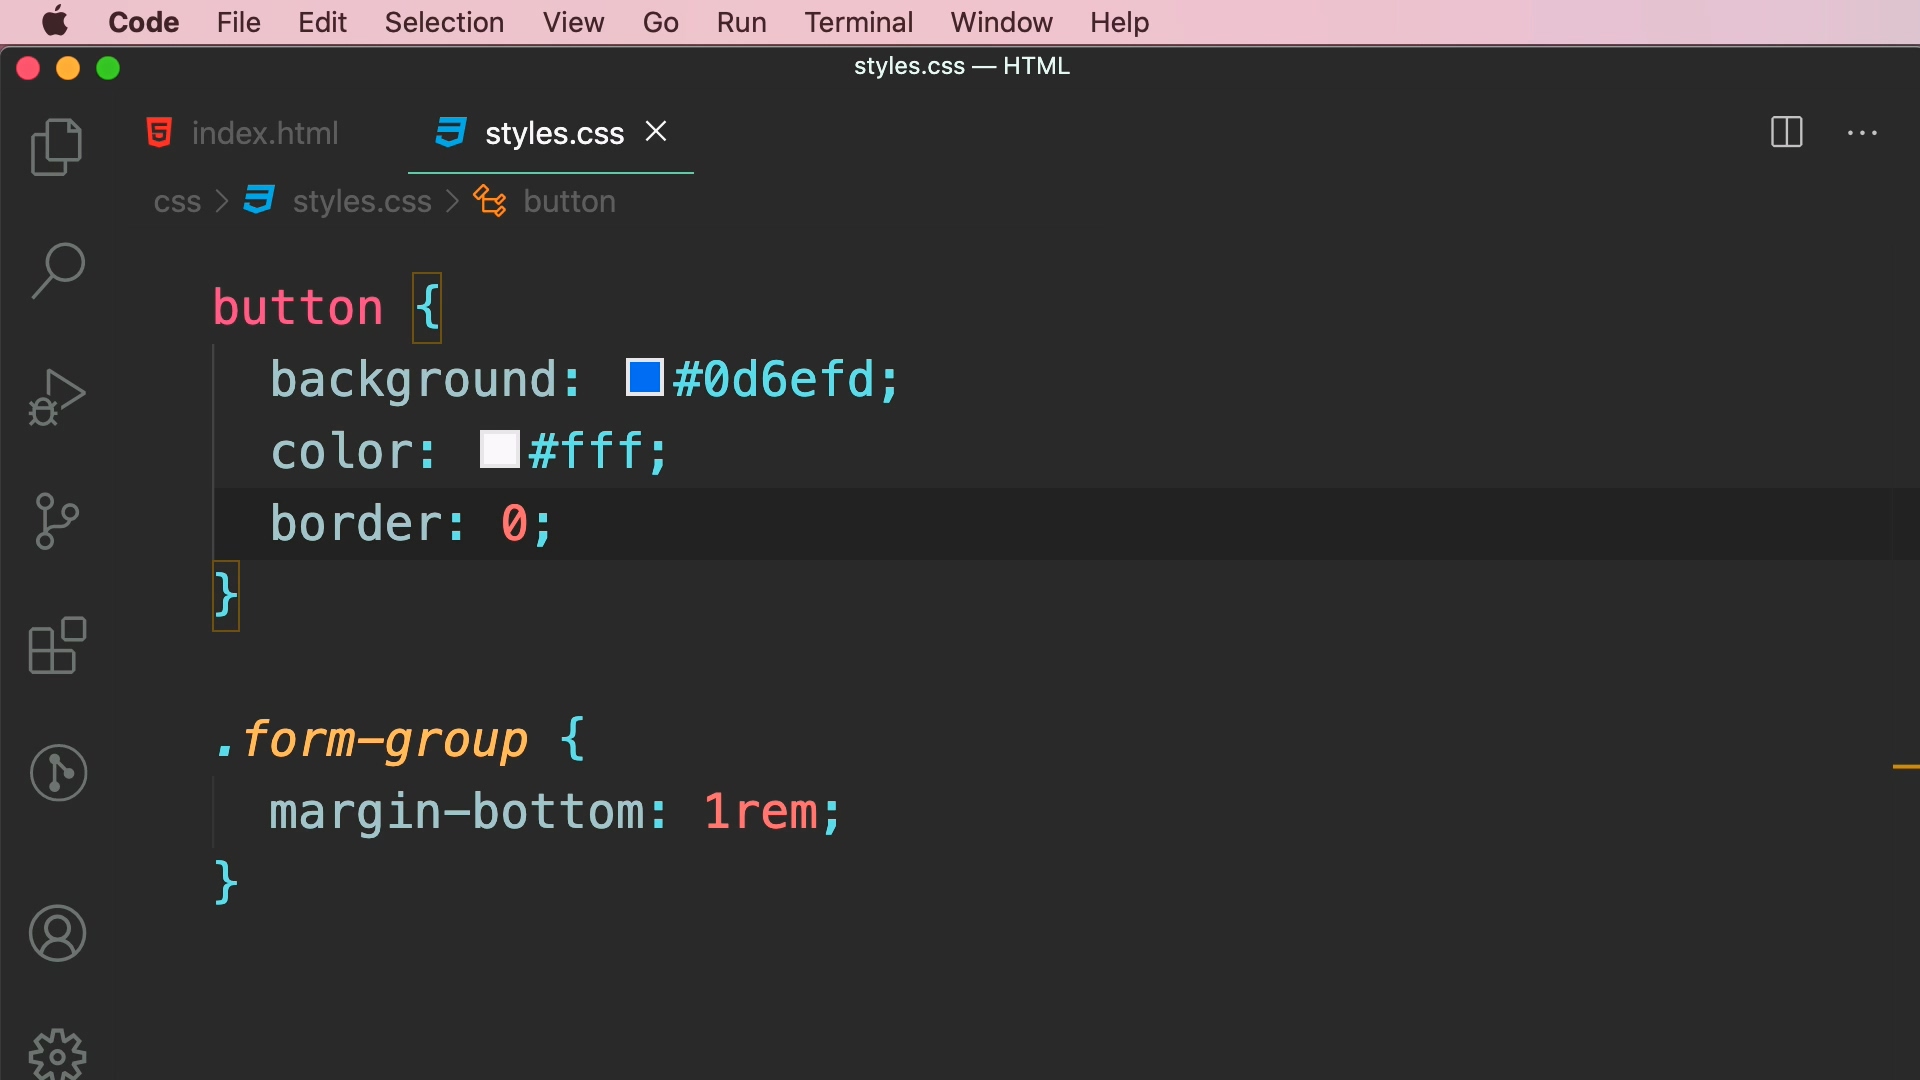 Code File Edit Selection View Go Run Terminal Window Help
styles.css — HTML
index.html styles.css
css > styles.css > button
button {
background: #0d6efd;
color: #fff;
border: 0;
}
.form-group {
margin-bottom: 1rem;
}